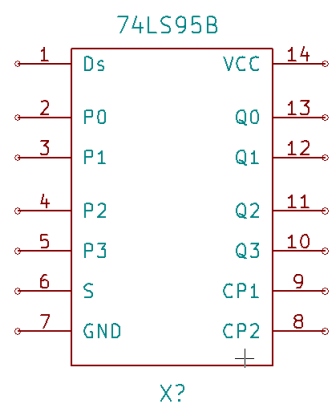 74LS95B
1 Ds VCC 14
2 P0 Q0 13
3 P1 Q1 12
4 P2 Q2 11
5 P3 Q3 10
6 S CP1 9
7 GND CP2 8
X?